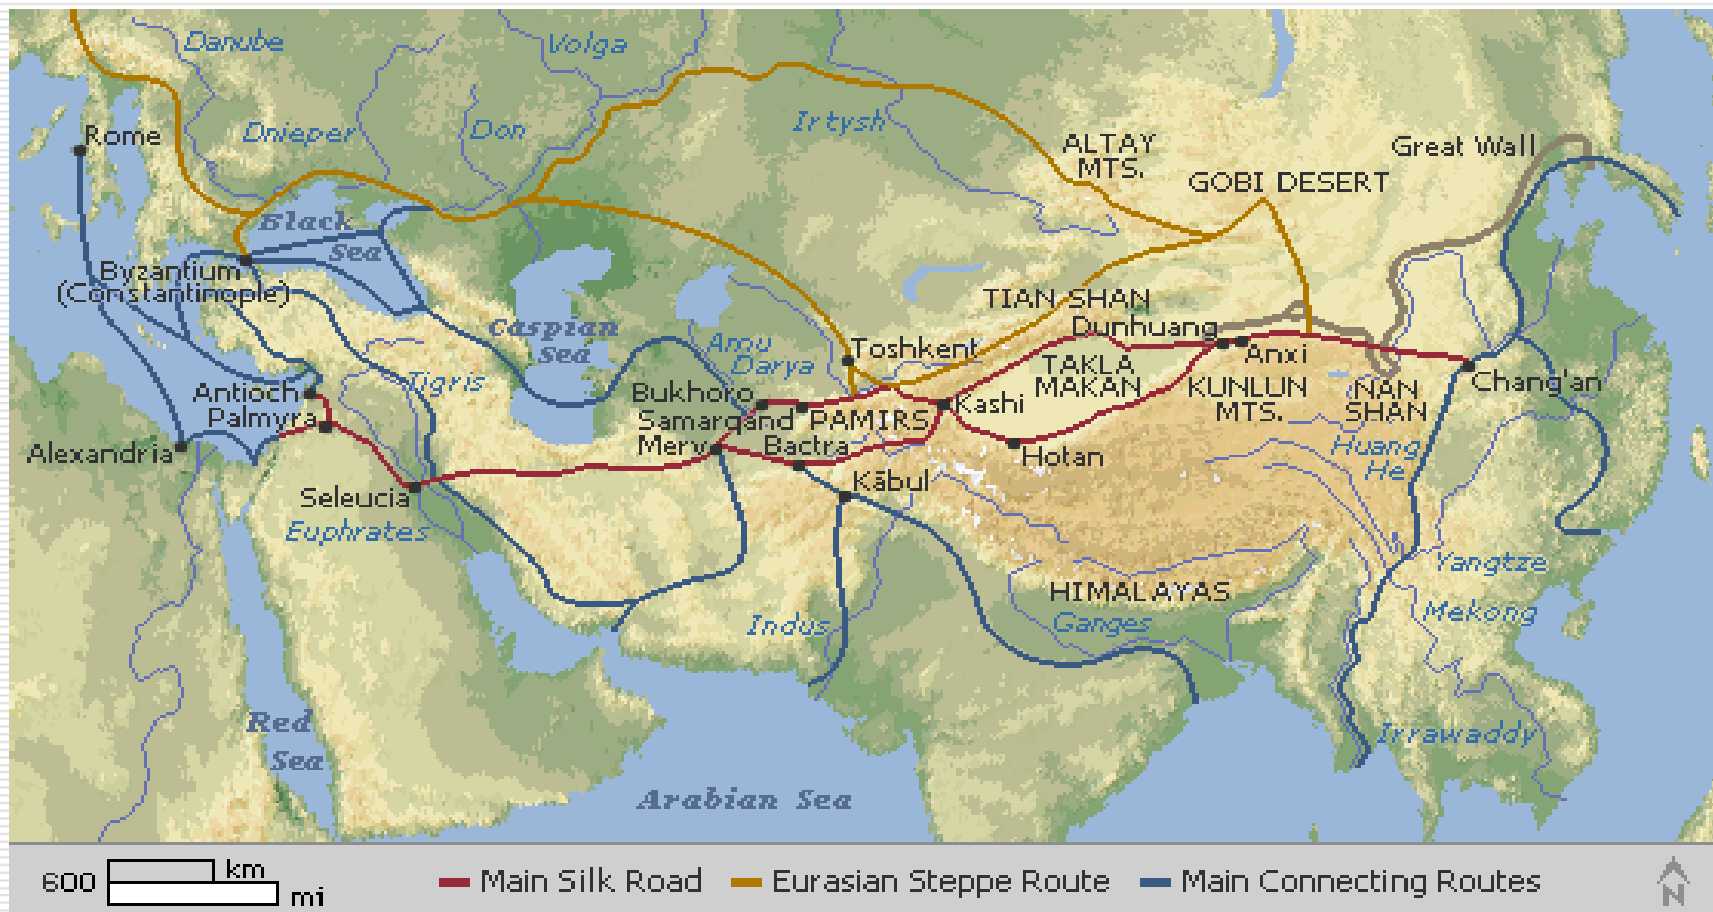 Danube
Volga
Rome
Dnieper
Don
Irtysh
ALTAY
MTS.
Great Wall
GOBI DESERT
Black
Sea
Byzantium
(Constantinople)
Caspian
Sea
TIAN SHAN
Dunhuang
Amu
Darya
Toshkent
Anxi
TAKLA
MAKAN
Tigris
Antioch
Palmyra
Bukhoro
Samarqand
PAMIRS
Kashi
KUNLUN
MTS.
NAN
SHAN
Chang'an
Alexandria
Merv
Bactra
Hotan
Huang
He
Seleucia
Kābul
Euphrates
Yangtze
HIMALAYAS
Indus
Ganges
Mekong
Red
Sea
Irrawaddy
Arabian Sea
600 km
mi
Main Silk Road
Eurasian Steppe Route
Main Connecting Routes
N